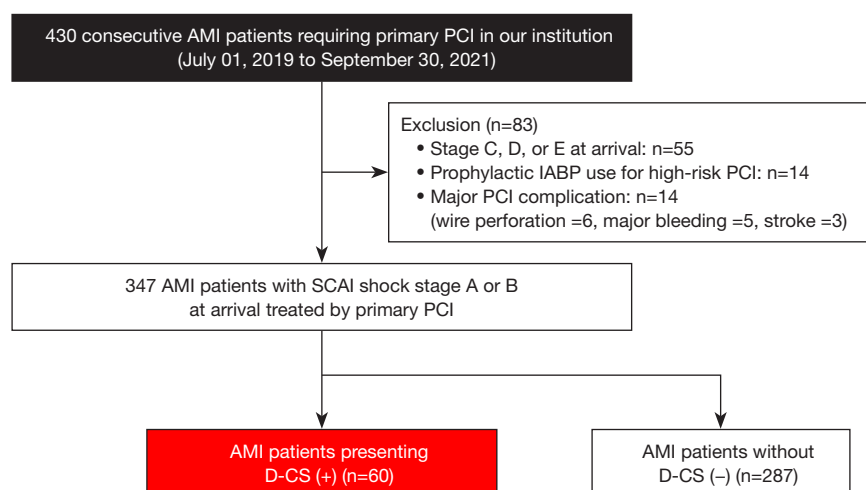 430 consecutive AMI patients requiring primary PCI in our institution
(July 01, 2019 to September 30, 2021)
Exclusion (n=83)
• Stage C, D, or E at arrival: n=55
• Prophylactic IABP use for high-risk PCI: n=14
• Major PCI complication: n=14
(wire perforation =6, major bleeding =5, stroke =3)
347 AMI patients with SCAI shock stage A or B
at arrival treated by primary PCI
AMI patients presenting
D-CS (+) (n=60)
AMI patients without
D-CS (–) (n=287)